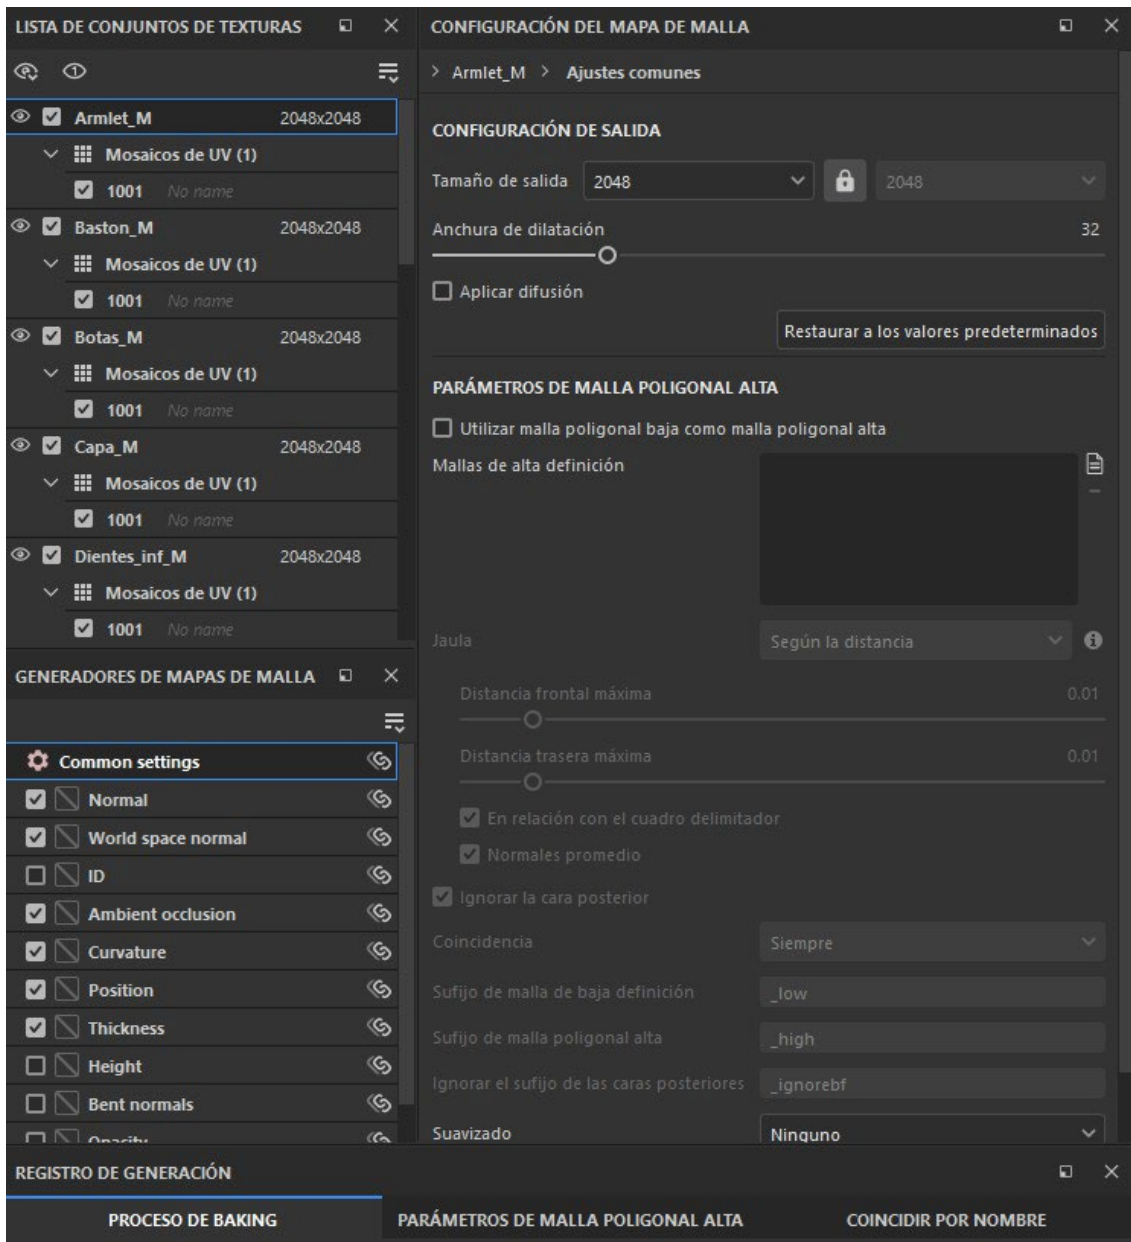 LISTA DE CONJUNTOS DE TEXTURAS
Armlet_M 2048x2048
Mosaicos de UV (1)
1001 No name
Baston_M 2048x2048
Mosaicos de UV (1)
1001 No name
Botas_M 2048x2048
Mosaicos de UV (1)
1001 No name
Capa_M 2048x2048
Mosaicos de UV (1)
1001 No name
Dientes_inf_M 2048x2048
Mosaicos de UV (1)
1001 No name
GENERADORES DE MAPAS DE MALLA
Common settings
Normal
World space normal
ID
Ambient occlusion
Curvature
Position
Thickness
Height
Bent normals
Opacity
CONFIGURACIÓN DEL MAPA DE MALLA
> Armlet_M > Ajustes comunes
CONFIGURACIÓN DE SALIDA
Tamaño de salida 2048 2048
Anchura de dilatación 32
Aplicar difusión
Restaurar a los valores predeterminados
PARÁMETROS DE MALLA POLIGONAL ALTA
Utilizar malla poligonal baja como malla poligonal alta
Mallas de alta definición
Jaula Según la distancia
Distancia frontal máxima 0.01
Distancia trasera máxima 0.01
En relación con el cuadro delimitador
Normales promedio
Ignorar la cara posterior
Coincidencia Siempre
Sufijo de malla de baja definición _low
Sufijo de malla poligonal alta _high
Ignorar el sufijo de las caras posteriores _ignorebf
Suavizado Ninguno
REGISTRO DE GENERACIÓN
PROCESO DE BAKING PARÁMETROS DE MALLA POLIGONAL ALTA COINCIDIR POR NOMBRE